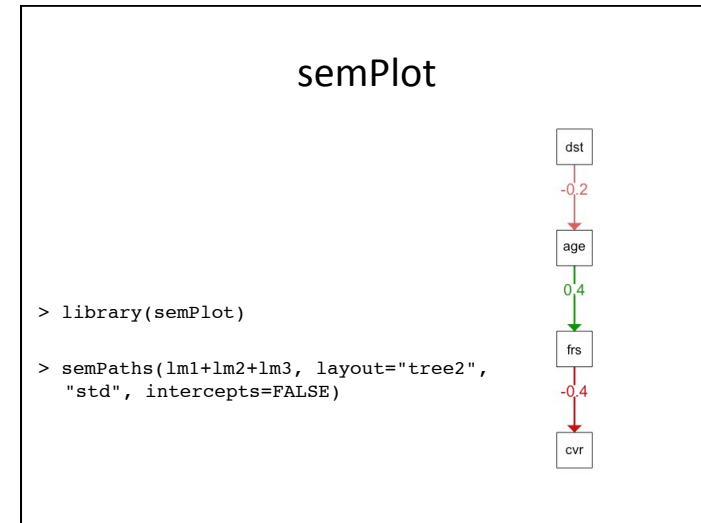 semPlot
> library(semPlot)
> semPaths(lm1+lm2+lm3, layout="tree2",
"std", intercepts=FALSE)
dst
-0.2
age
0.4
frs
-0.4
cvr